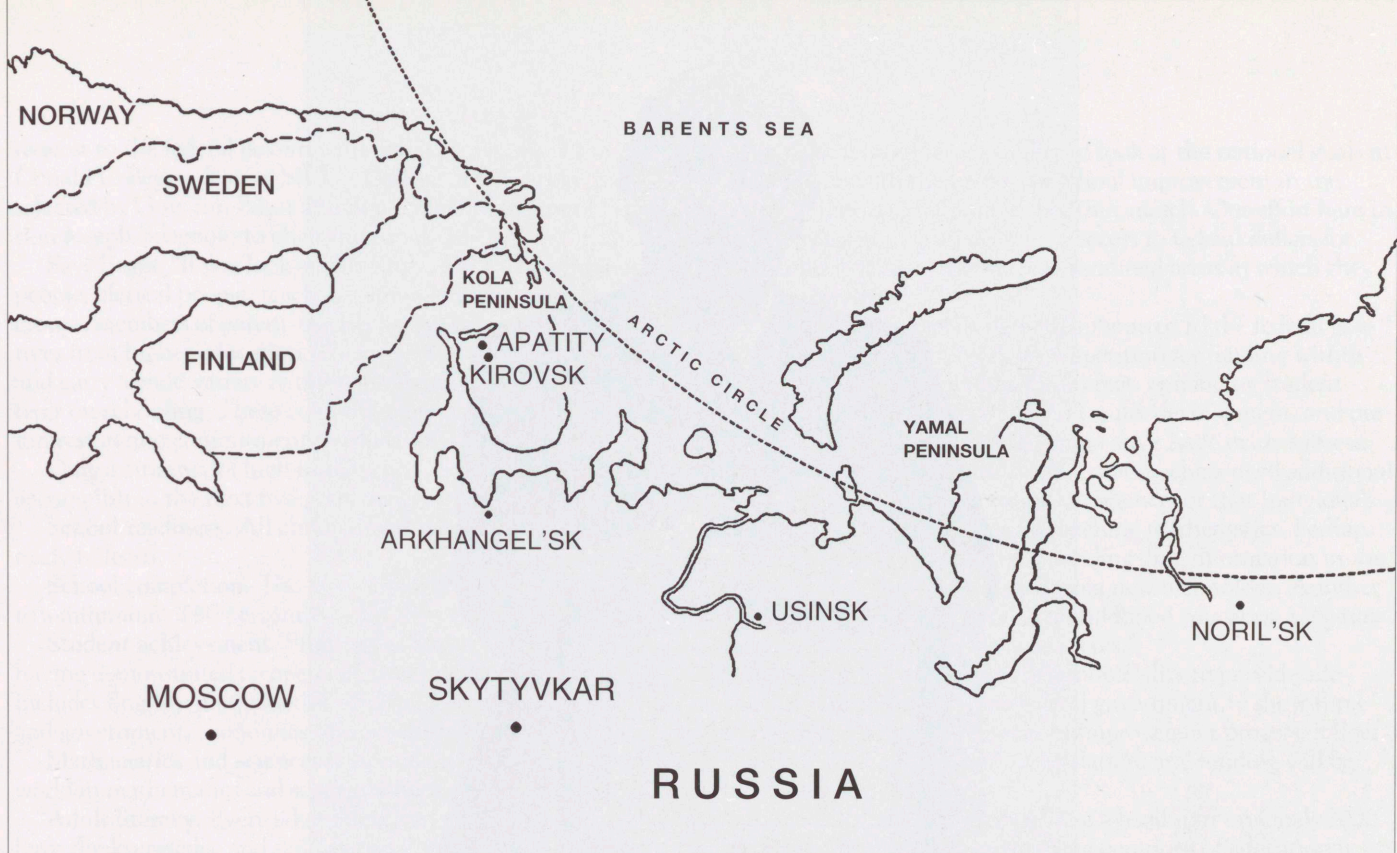 NORWAY
BARENTS SEA
SWEDEN
KOLA
PENINSULA
ARCTIC CIRCLE
APATITY
FINLAND
KIROVSK
YAMAL
PENINSULA
ARKHANGEL'SK
USINSK
NORIL'SK
MOSCOW
SKYTYVKAR
RUSSIA